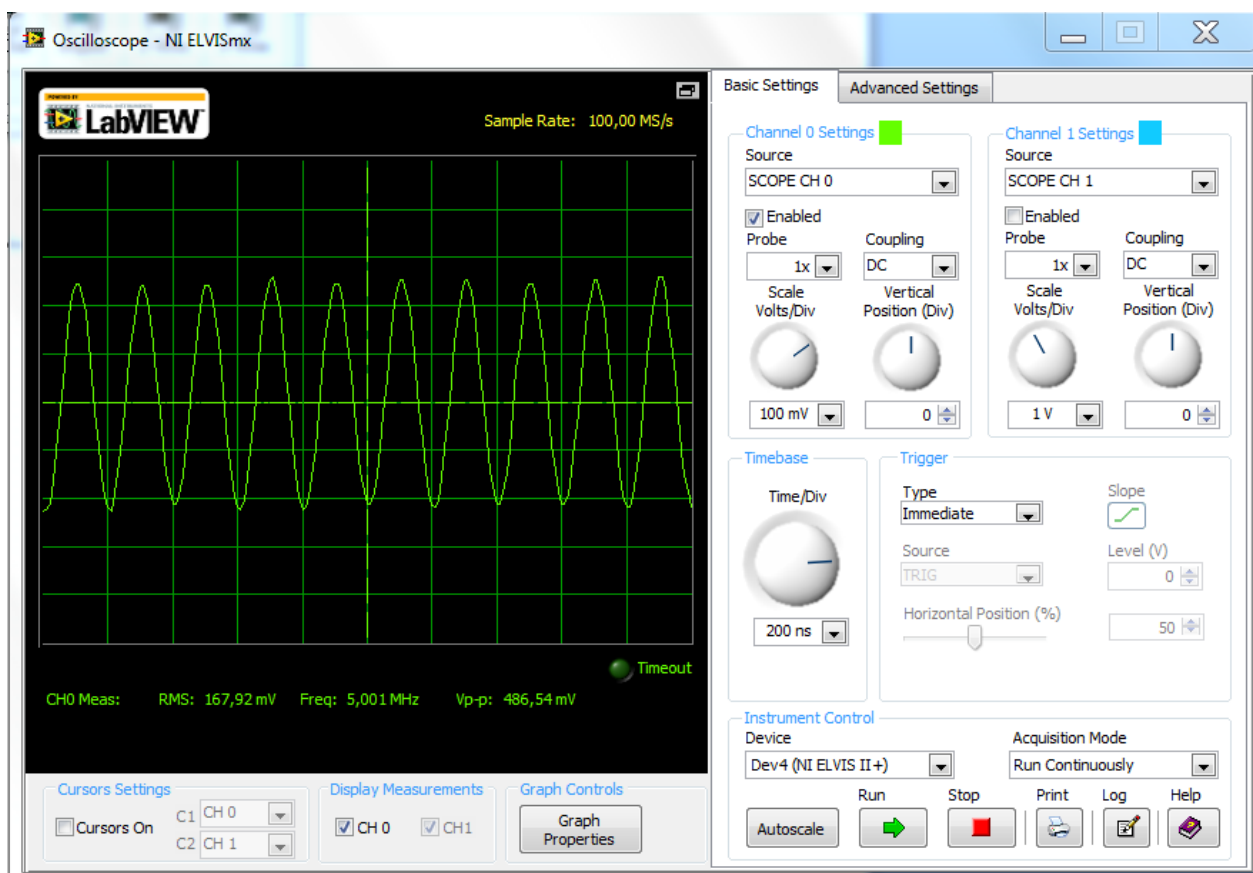 Oscilloscope - NI ELVISmx
POWERED BY
NATIONAL INSTRUMENTS
LabVIEW
Sample Rate: 100,00 MS/s
Timeout
CH0 Meas: RMS: 167,92 mV Freq: 5,001 MHz Vp-p: 486,54 mV
Cursors Settings
Cursors On
C1 CH 0
C2 CH 1
Display Measurements
CH 0 CH1
Graph Controls
Graph
Properties
Basic Settings Advanced Settings
Channel 0 Settings
Source
SCOPE CH 0
Enabled
Probe Coupling
1x DC
Scale Vertical
Volts/Div Position (Div)
100 mV 0
Channel 1 Settings
Source
SCOPE CH 1
Enabled
Probe Coupling
1x DC
Scale Vertical
Volts/Div Position (Div)
1 V 0
Timebase
Time/Div
200 ns
Trigger
Type Slope
Immediate
Source Level (V)
TRIG 0
Horizontal Position (%)
50
Instrument Control
Device Acquisition Mode
Dev4 (NI ELVIS II+) Run Continuously
Run Stop Print Log Help
Autoscale